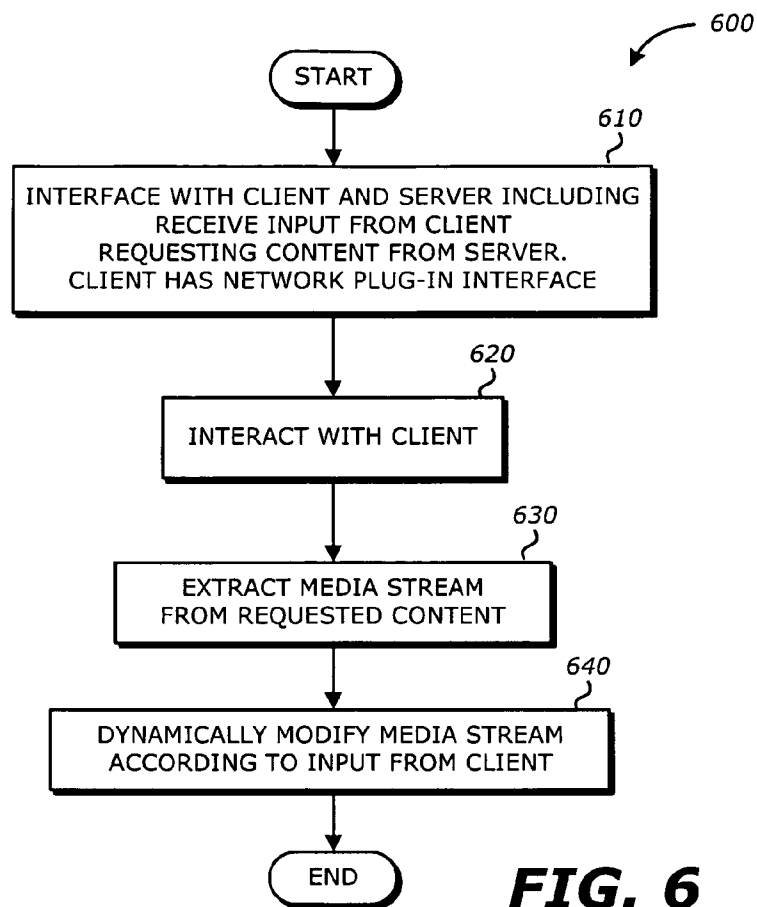 600
START
610
INTERFACE WITH CLIENT AND SERVER INCLUDING
RECEIVE INPUT FROM CLIENT
REQUESTING CONTENT FROM SERVER.
CLIENT HAS NETWORK PLUG-IN INTERFACE
620
INTERACT WITH CLIENT
630
EXTRACT MEDIA STREAM
FROM REQUESTED CONTENT
640
DYNAMICALLY MODIFY MEDIA STREAM
ACCORDING TO INPUT FROM CLIENT
END
FIG. 6